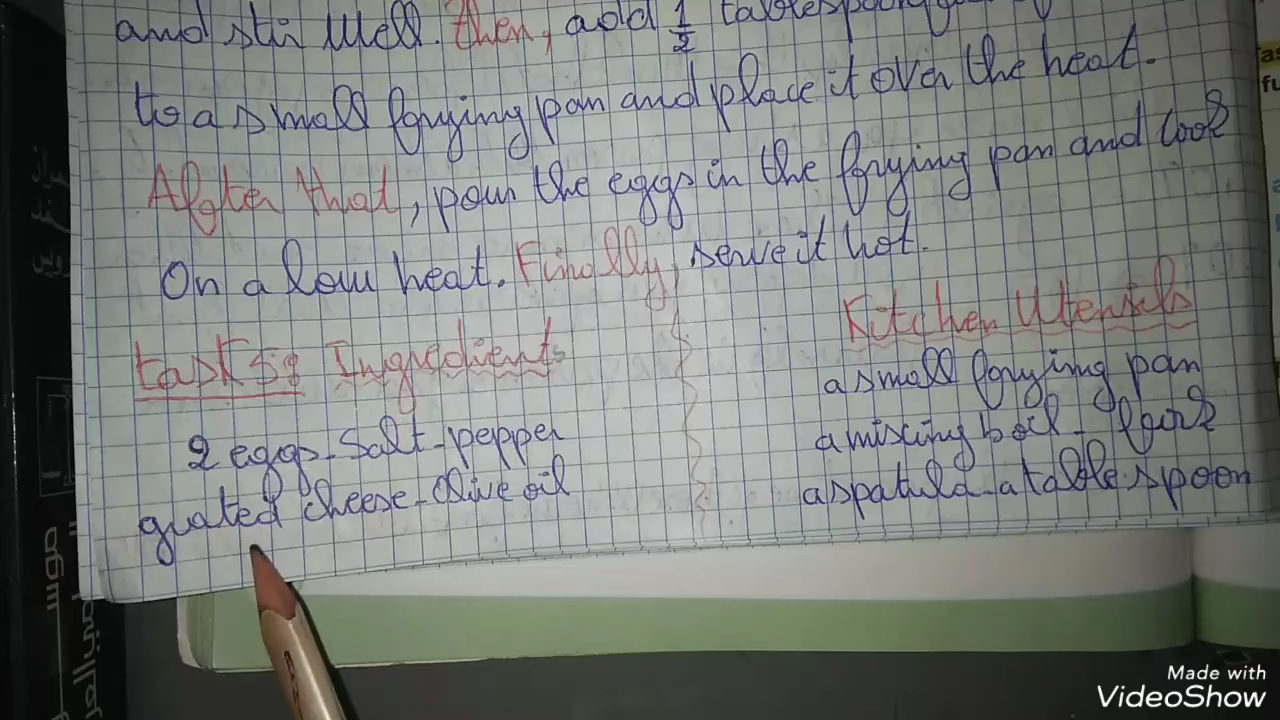 and stir well. Then, add 1/2
to a small frying pan and place it over the heat.
After that, pour the eggs in the frying pan and cook
On a low heat. Finally, serve it hot.
task 5: Ingredients
2 eggs - Salt - pepper
grated cheese - Olive oil
Kitchen Utensils
a small frying pan
a mixing boil - fork
a spatula - a table spoon
Made with
VideoShow